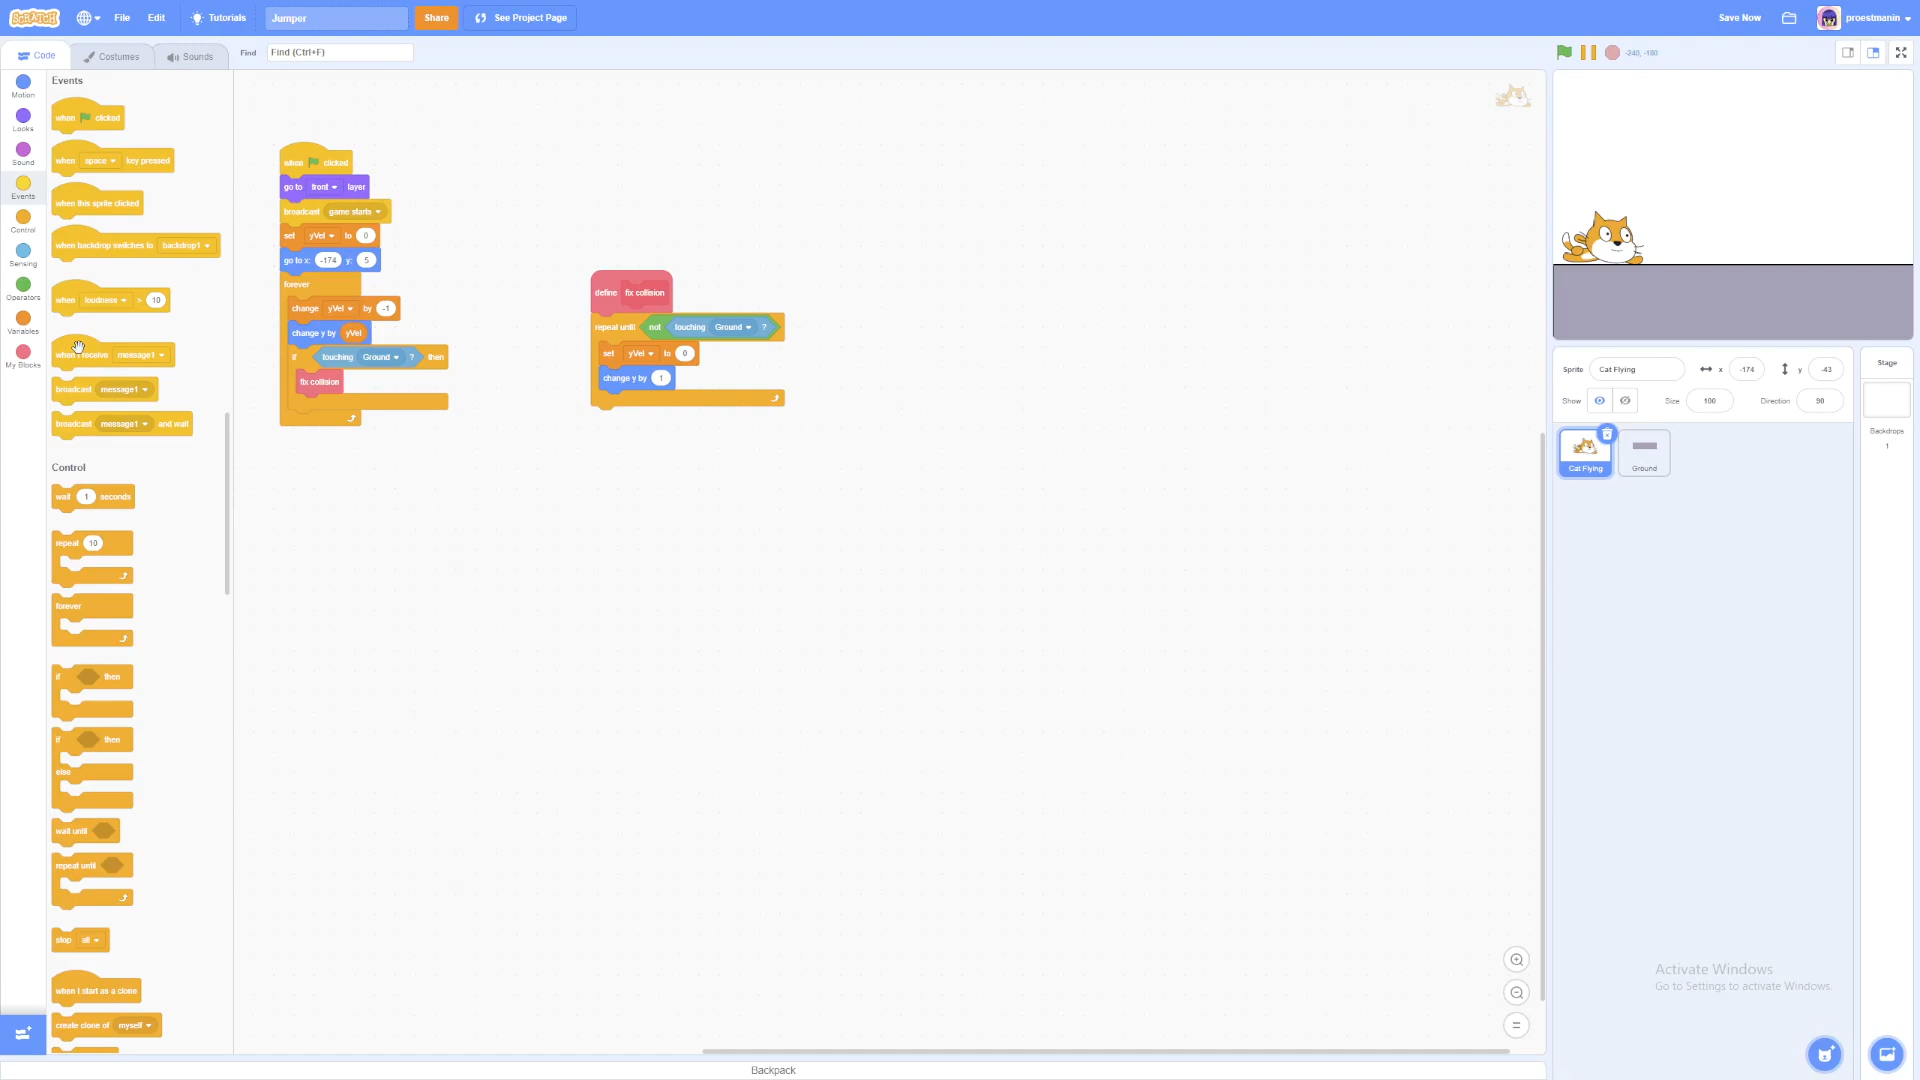 SCRATCH File Edit Tutorials Jumper Share See Project Page Save Now proestmanin
Code Costumes Sounds Find Find (Ctrl+F) -240, -180
Motion
Looks
Sound
Events
Control
Sensing
Operators
Variables
My Blocks
Events
when clicked
when space key pressed
when this sprite clicked
when backdrop switches to backdrop1
when loudness > 10
when I receive message1
broadcast message1
broadcast message1 and wait
Control
wait 1 seconds
repeat 10
forever
if then
if then
else
wait until
repeat until
stop all
when I start as a clone
create clone of myself
when clicked
go to front layer
broadcast game starts
set yVel to 0
go to x: -174 y: 5
forever
change yVel by -1
change y by yVel
if touching Ground ? then
fix collision
define fix collision
repeat until not touching Ground ?
set yVel to 0
change y by 1
Sprite Cat Flying x -174 y -43
Show Size 100 Direction 90
Cat Flying
Ground
Stage
Backdrops
1
Activate Windows
Go to Settings to activate Windows.
Backpack